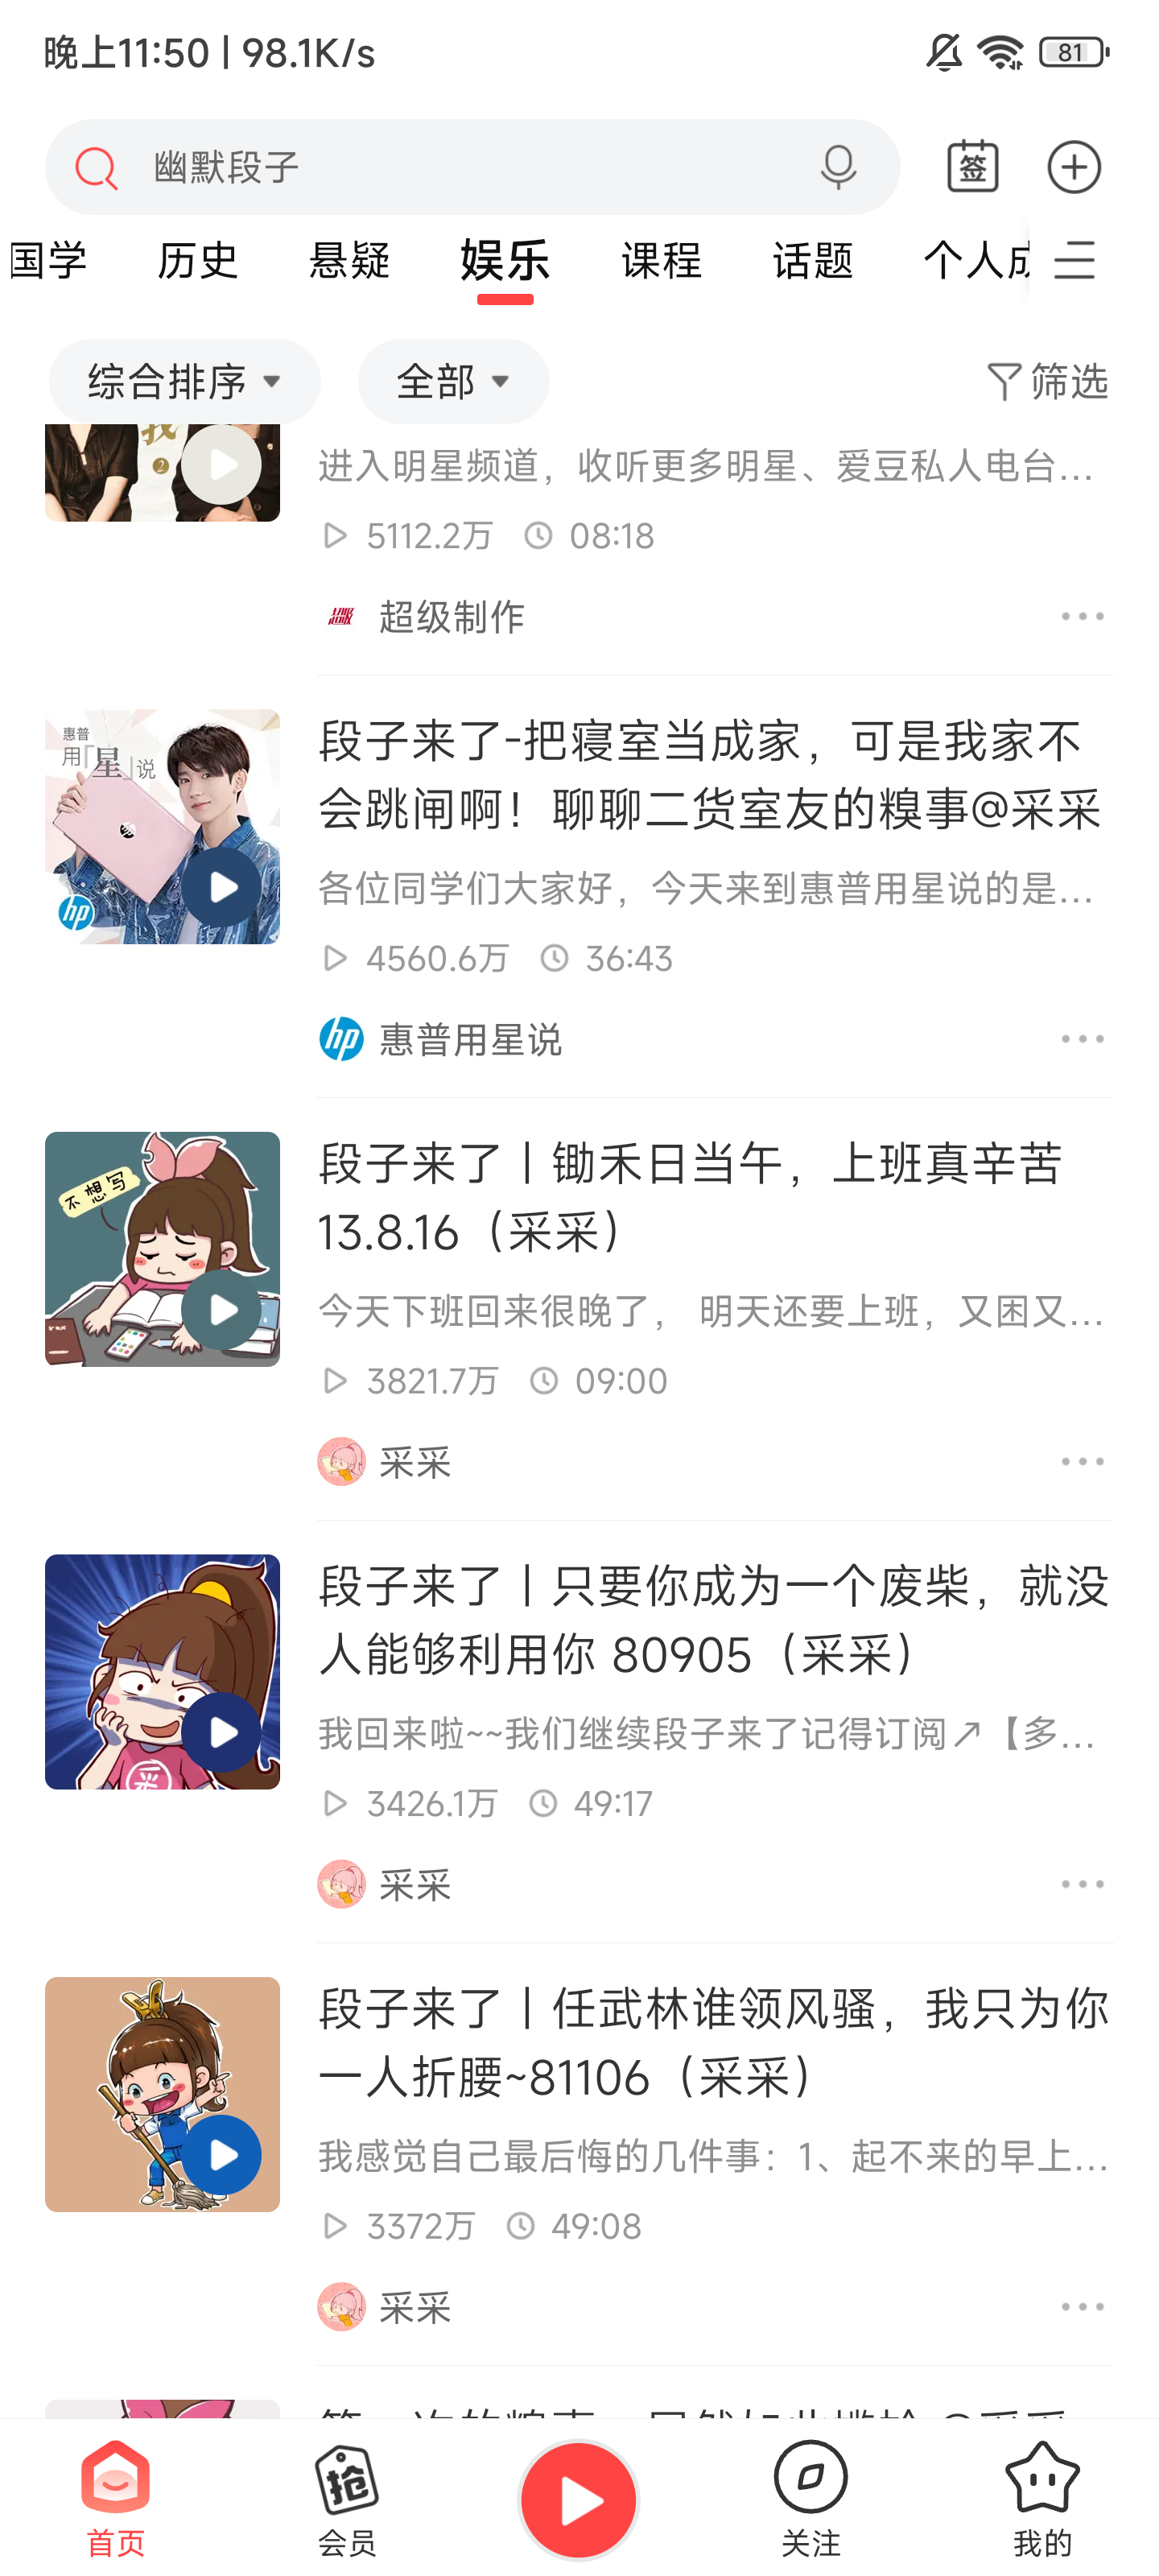 晚上11:50 | 98.1K/s
81
幽默段子
签
国学 历史 悬疑 娱乐 课程 话题 个人成
综合排序 全部 筛选
2
进入明星频道，收听更多明星、爱豆私人电台...
5112.2万 08:18
超级制作
惠普
用「星」说
hp
段子来了-把寝室当成家，可是我家不
会跳闸啊！聊聊二货室友的糗事@采采
各位同学们大家好，今天来到惠普用星说的是...
4560.6万 36:43
hp 惠普用星说
不想写
段子来了丨锄禾日当午，上班真辛苦
13.8.16（采采）
今天下班回来很晚了， 明天还要上班，又困又...
3821.7万 09:00
采采
采
段子来了丨只要你成为一个废柴，就没
人能够利用你 80905（采采）
我回来啦~~我们继续段子来了记得订阅↗【多...
3426.1万 49:17
采采
段子来了丨任武林谁领风骚，我只为你
一人折腰~81106（采采）
我感觉自己最后悔的几件事：1、起不来的早上...
3372万 49:08
采采
抢
首页 会员 关注 我的